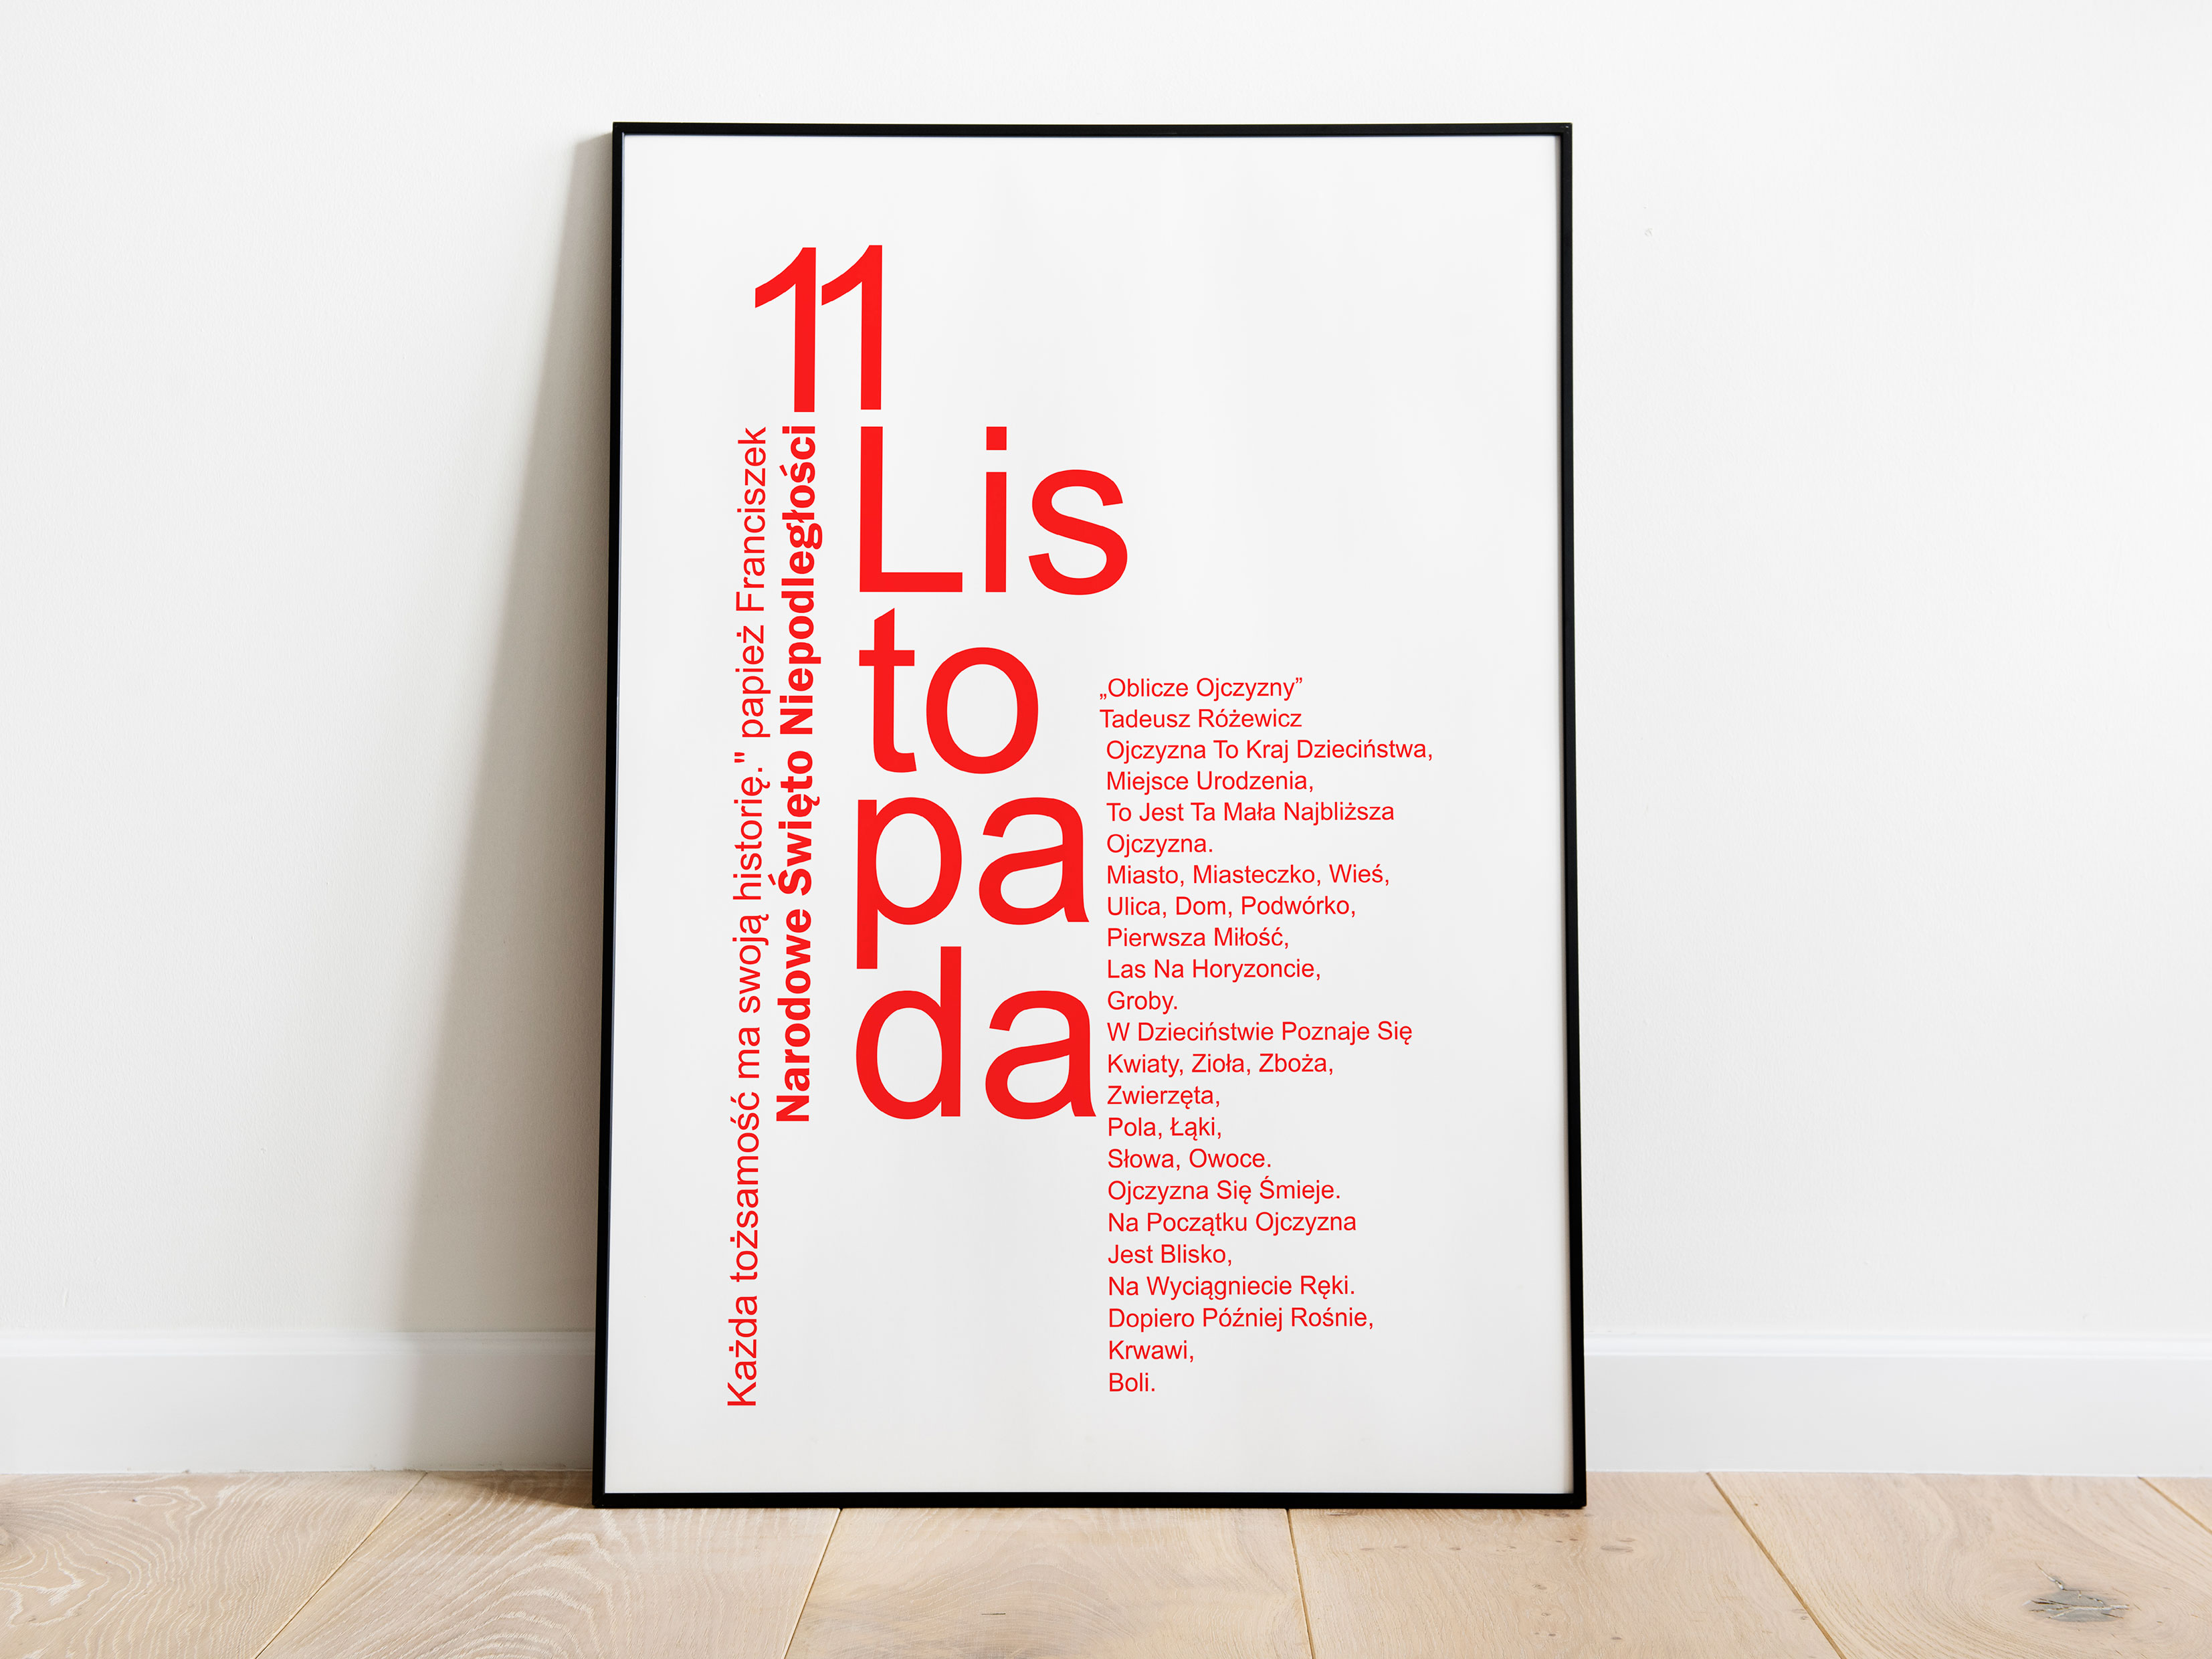 11
Lis
to
pa
da
Każda tożsamość ma swoją historię." papież Franciszek
Narodowe Święto Niepodległości
„Oblicze Ojczyzny”
Tadeusz Różewicz
Ojczyzna To Kraj Dzieciństwa,
Miejsce Urodzenia,
To Jest Ta Mała Najbliższa
Ojczyzna.
Miasto, Miasteczko, Wieś,
Ulica, Dom, Podwórko,
Pierwsza Miłość,
Las Na Horyzoncie,
Groby.
W Dzieciństwie Poznaje Się
Kwiaty, Zioła, Zboża,
Zwierzęta,
Pola, Łąki,
Słowa, Owoce.
Ojczyzna Się Śmieje.
Na Początku Ojczyzna
Jest Blisko,
Na Wyciągniecie Ręki.
Dopiero Później Rośnie,
Krwawi,
Boli.